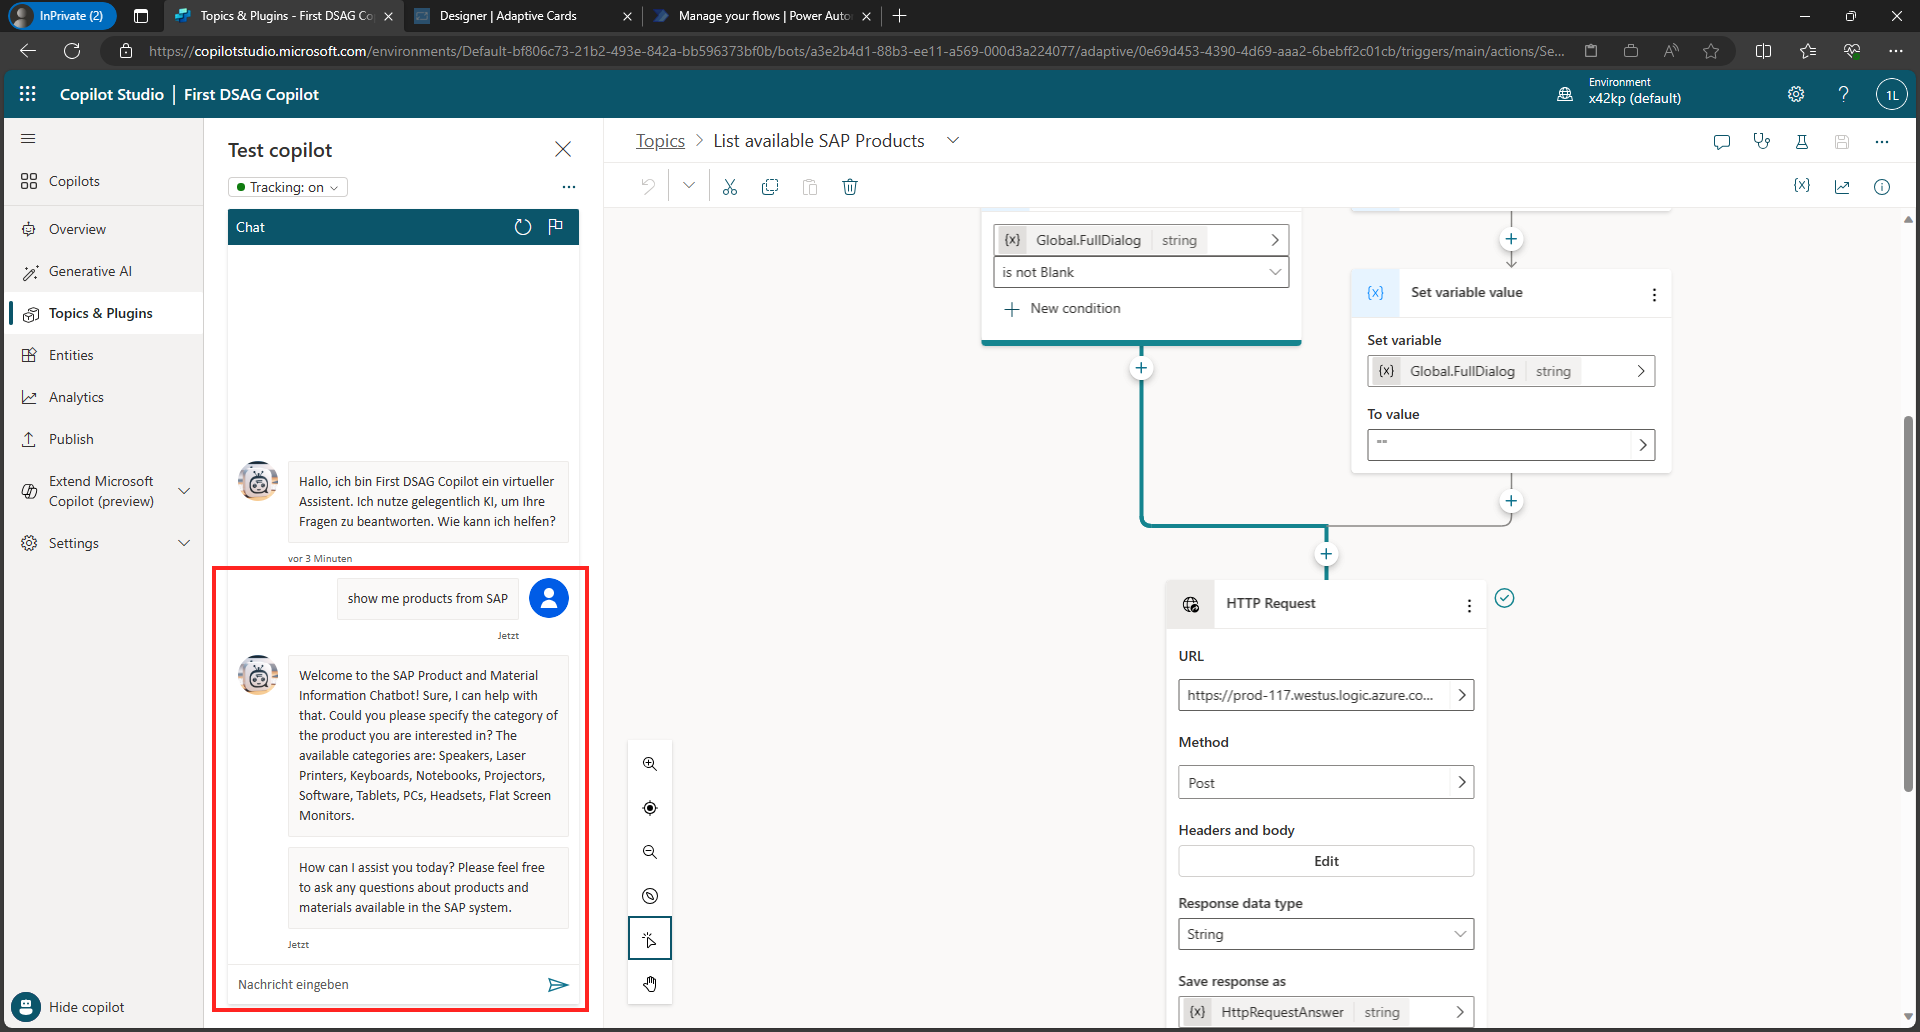 InPrivate (2)
Topics & Plugins - First DSAG Co
Designer | Adaptive Cards
Manage your flows | Power Auto
https://copilotstudio.microsoft.com/environments/Default-bf806c73-21b2-493e-842a-bb596373bf0b/bots/a3e2b4d1-88b3-ee11-a569-000d3a224077/adaptive/0e69d453-4390-4d69-aaa2-6bebff2c01cb/triggers/main/actions/Se...
Copilot Studio | First DSAG Copilot
Environment
x42kp (default)
?
1L
Copilots
Overview
Generative AI
Topics & Plugins
Entities
Analytics
Publish
Extend Microsoft
Copilot (preview)
Settings
Hide copilot
Test copilot
Tracking: on
Chat
Hallo, ich bin First DSAG Copilot ein virtueller
Assistent. Ich nutze gelegentlich KI, um Ihre
Fragen zu beantworten. Wie kann ich helfen?
vor 3 Minuten
show me products from SAP
Jetzt
Welcome to the SAP Product and Material
Information Chatbot! Sure, I can help with
that. Could you please specify the category of
the product you are interested in? The
available categories are: Speakers, Laser
Printers, Keyboards, Notebooks, Projectors,
Software, Tablets, PCs, Headsets, Flat Screen
Monitors.
How can I assist you today? Please feel free
to ask any questions about products and
materials available in the SAP system.
Jetzt
Nachricht eingeben
Topics > List available SAP Products
{x}
{x} Global.FullDialog string
is not Blank
New condition
{x} Set variable value
Set variable
{x} Global.FullDialog string
To value
""
HTTP Request
URL
https://prod-117.westus.logic.azure.co...
Method
Post
Headers and body
Edit
Response data type
String
Save response as
{x} HttpRequestAnswer string